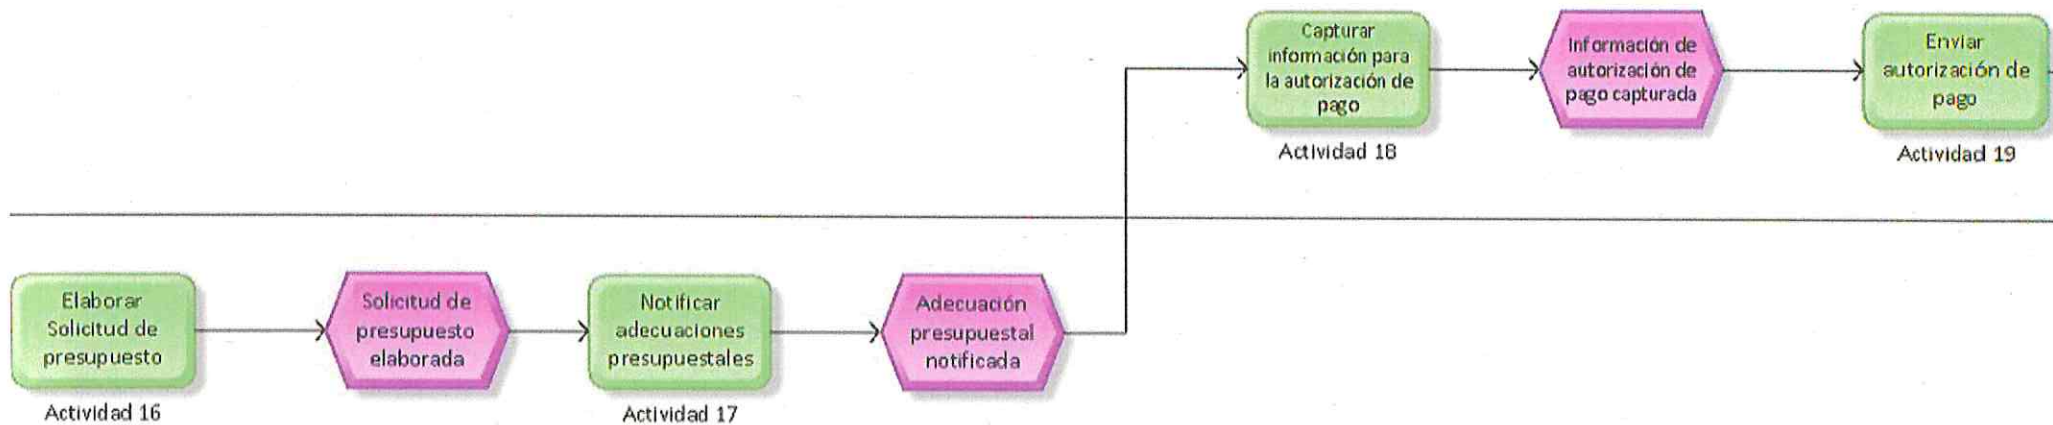 Capturar
información para
la autorización de
pago
Actividad 18
Información de
autorización de
pago capturada
Enviar
autorización de
pago
Actividad 19
Elaborar
Solicitud de
presupuesto
Actividad 16
Solicitud de
presupuesto
elaborada
Notificar
adecuaciones
presupuestales
Actividad 17
Adecuación
presupuestal
notificada